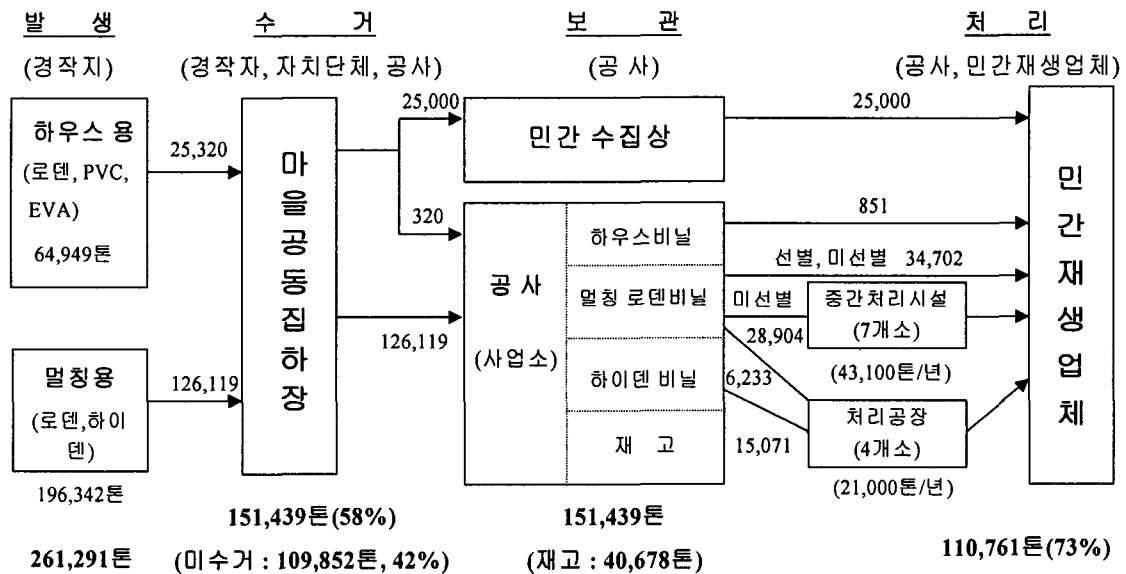 발 생
수 거
보 관
처 리
(경작지)
(경작자, 자치단체, 공사)
(공 사)
(공사, 민간재생업체)
하우스 용
(로덴, PVC,
EVA)
64,949톤
25,320
마을공동집하장
25,000
320
126,119
민간 수집상
25,000
민간재생업체
공 사
(사업소)
하우스비닐
멀칭 로덴비닐
하이덴 비닐
재 고
851
선별, 미선별 34,702
미선별
28,904
중간처리시설
(7개소)
(43,100톤/년)
6,233
15,071
처리공장
(4개소)
(21,000톤/년)
멀칭용
(로덴,하이
덴)
126,119
196,342톤
151,439톤(58%)
151,439톤
261,291톤
(미수거 : 109,852톤, 42%)
(재고 : 40,678톤)
110,761톤(73%)